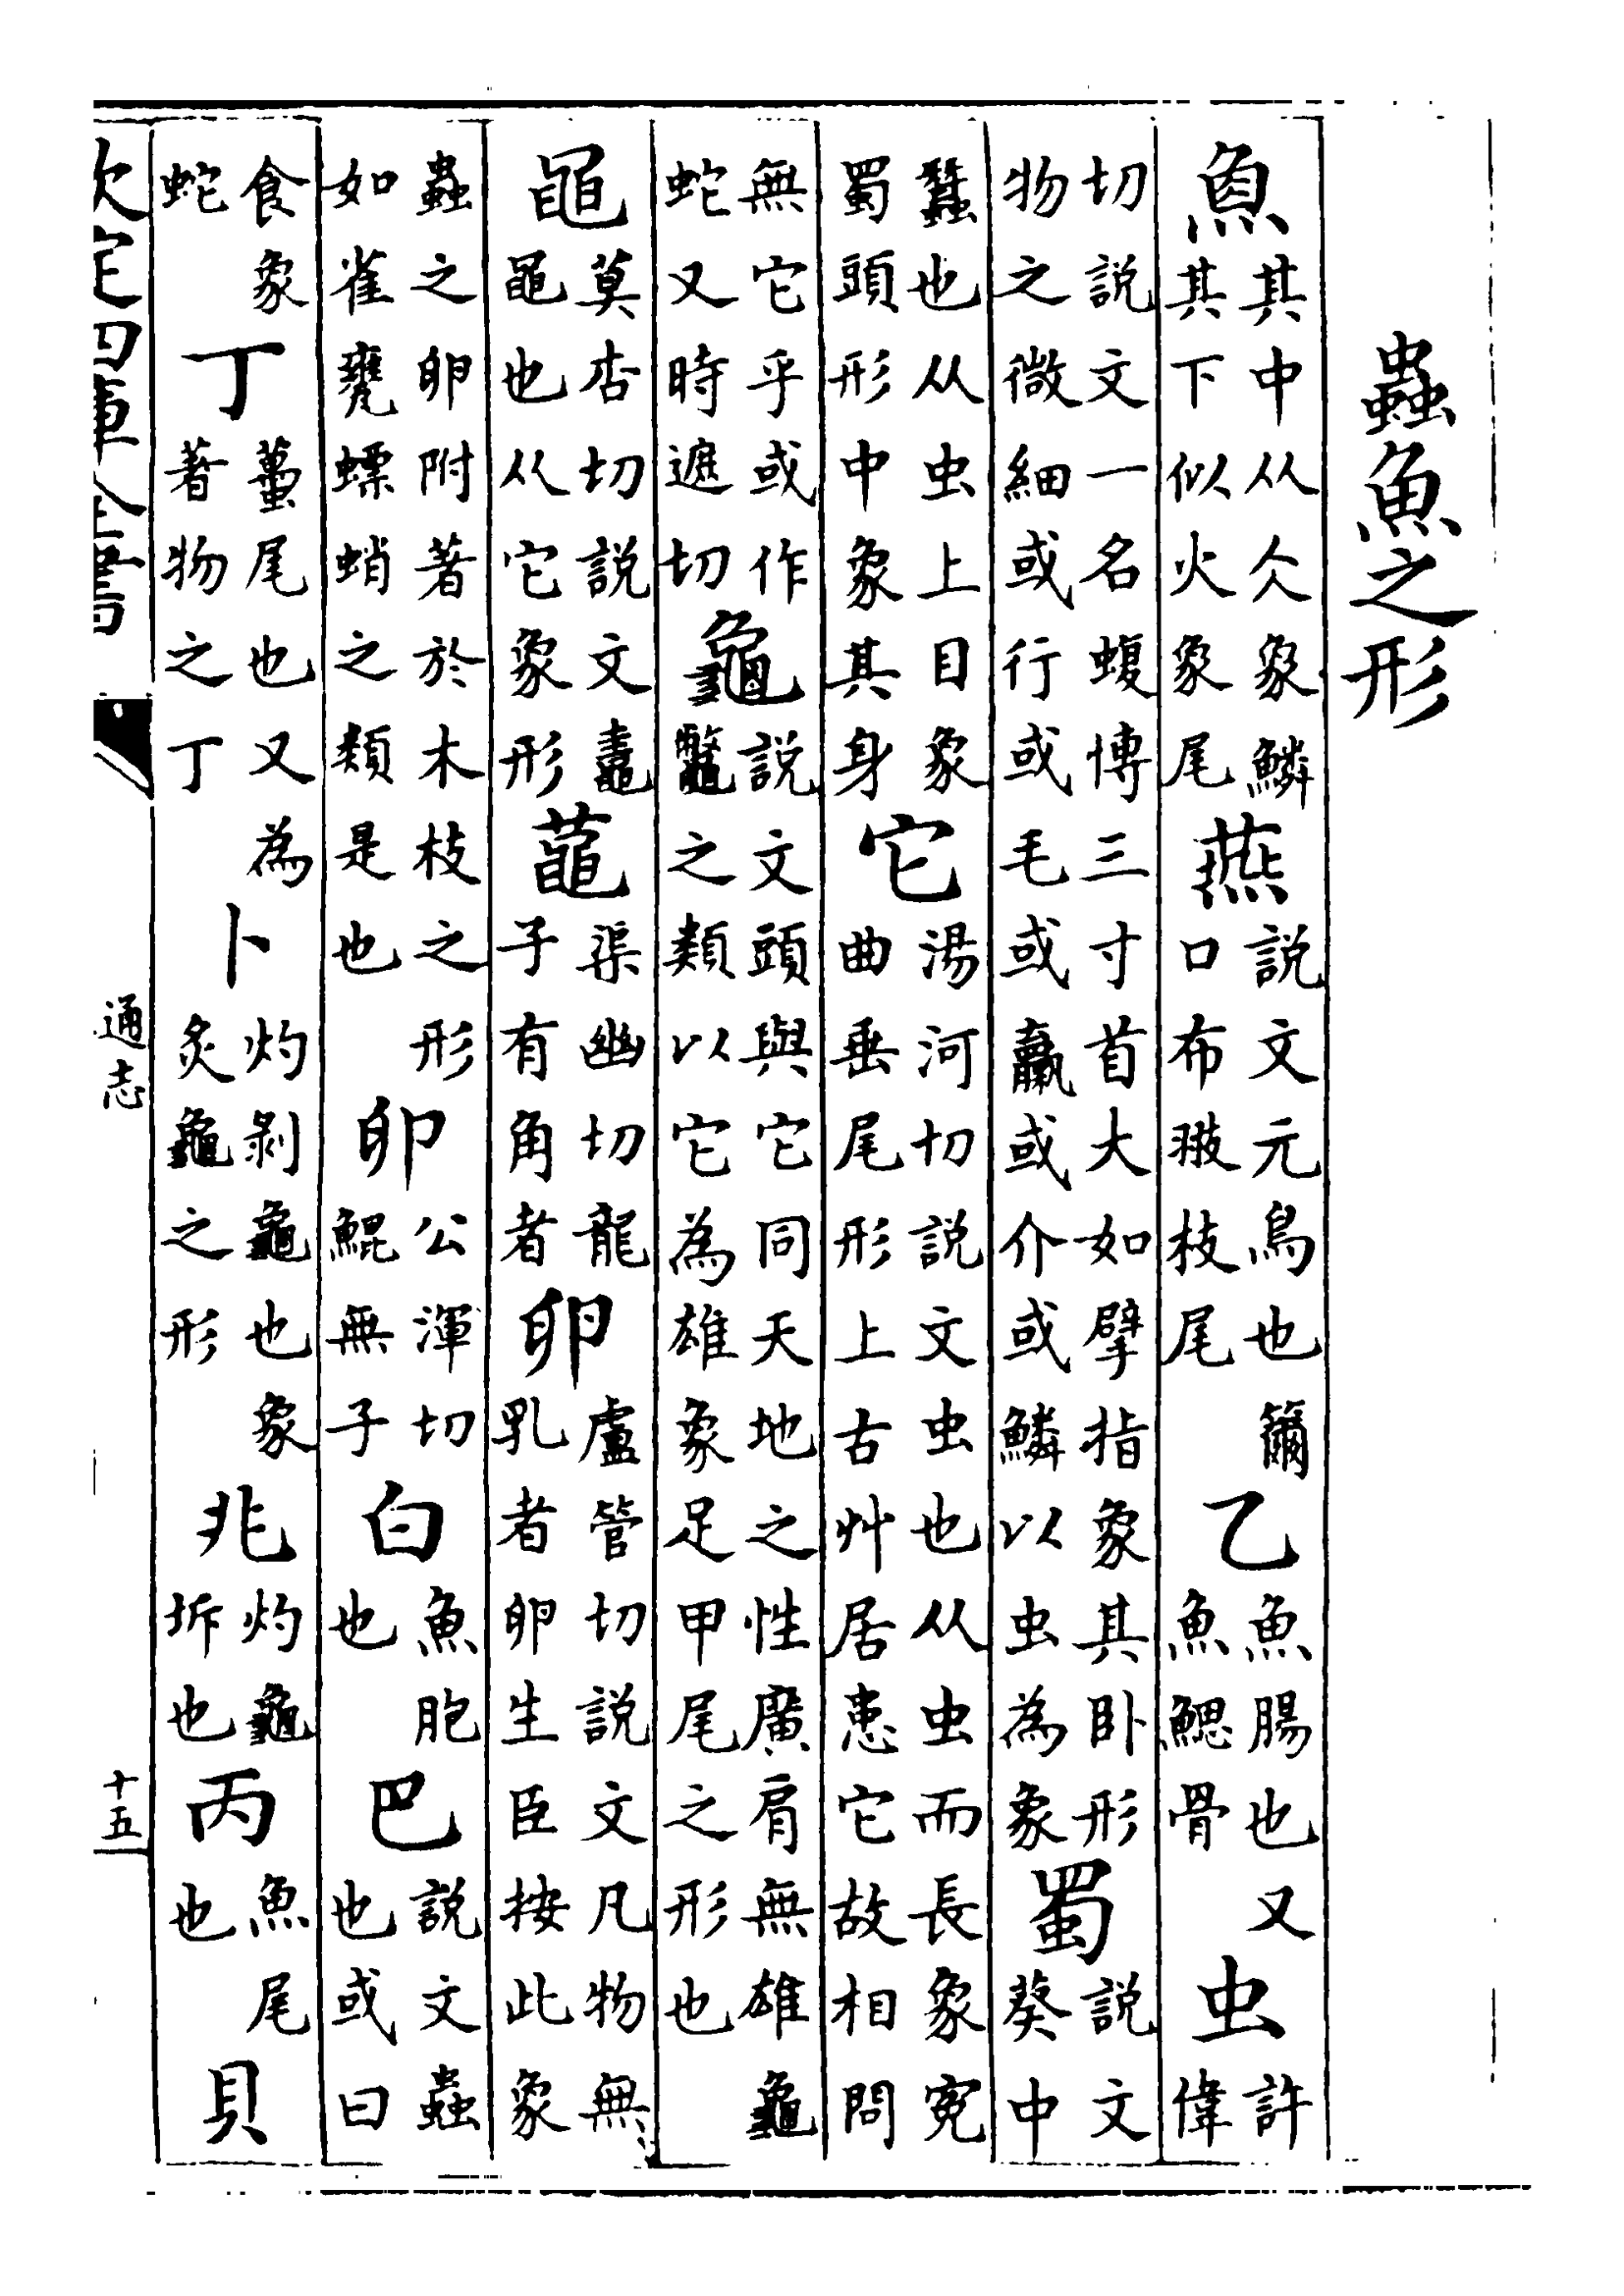 蟲魚之形
魚其中从仌象鱗其下似火象尾燕說文元鳥也籋口布翍枝尾乙魚腸也又魚鰓骨虫許偉
切說文一名蝮博三寸首大如擘指象其卧形物之微細或行或毛或蠃或介或鱗以虫為象蜀說文葵中
蠶也从虫上目象蜀頭形中象其身它湯河切說文虫也从虫而長象寃曲垂尾形上古艸居患它故相問
無它乎或作蛇又時遮切龜說文頭與它同天地之性廣肩無雄龜鼈之類以它為雄象足甲尾之形也
黽莫杏切說文鼃黽也从它象形渠幽切龍子有角者卵盧管切說文凡物無乳者卵生臣按此象
蟲之卵附著於木枝之形如雀甕螵蛸之類是也卯公渾切鯤無子白魚胞也巴說文蟲也或曰
食象蛇丁蠆尾也又為著物之丁卜灼剝龜也象炙龜之形兆灼龜坼也丙魚尾也貝
欽定四庫全書
通志
十五